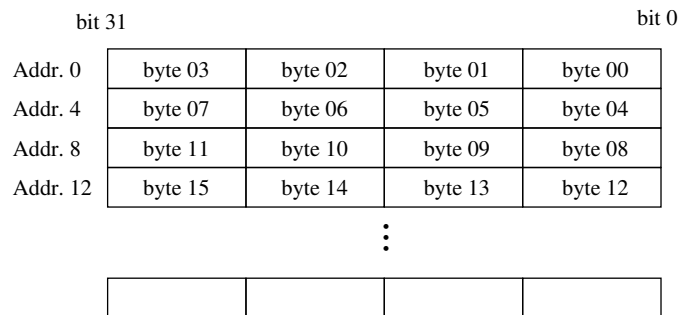 bit 31 bit 0
Addr. 0 byte 03 byte 02 byte 01 byte 00
Addr. 4 byte 07 byte 06 byte 05 byte 04
Addr. 8 byte 11 byte 10 byte 09 byte 08
Addr. 12 byte 15 byte 14 byte 13 byte 12